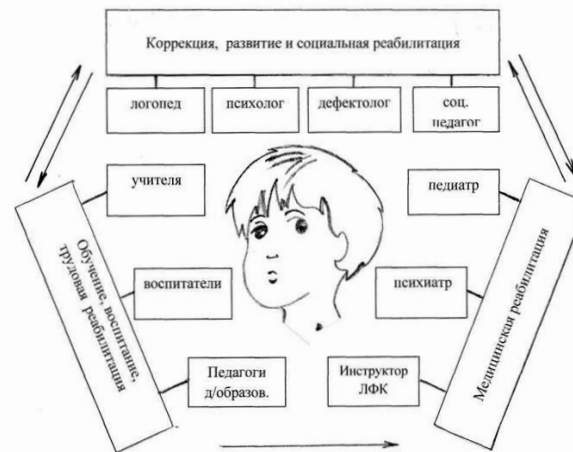 Коррекция, развитие и социальная реабилитация
логопед
психолог
дефектолог
соц.
педагог
учителя
педиатр
Обучение, воспитание,
трудовая реабилитация
воспитатели
психиатр
Медицинская реабилитация
Педагоги
д/образов.
Инструктор
ЛФК